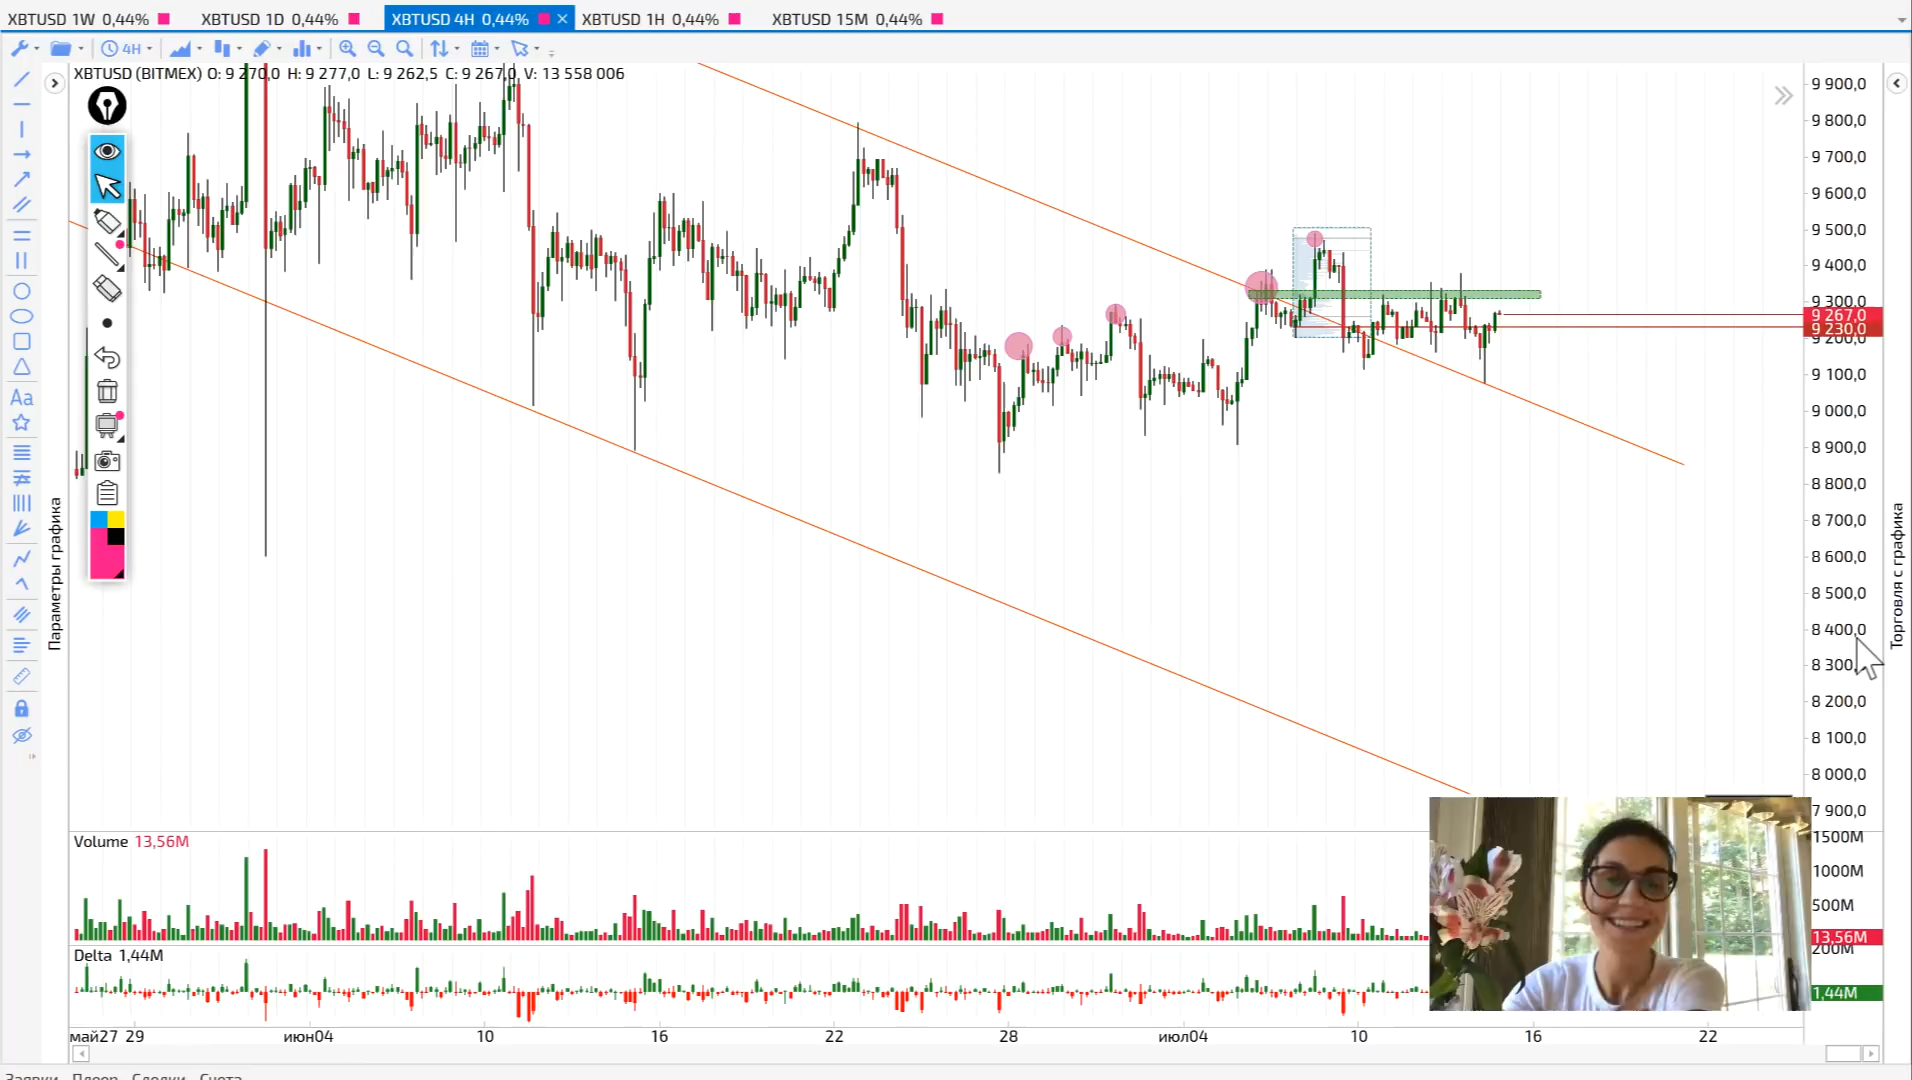 XBTUSD 1W 0,44%
XBTUSD 1D 0,44%
XBTUSD 4H 0,44%
XBTUSD 1H 0,44%
XBTUSD 15M 0,44%
4H
XBTUSD (BITMEX) O: 9 270,0 H: 9 277,0 L: 9 262,5 C: 9 267,0 V: 13 558 006
Aa
Параметры графика
Торговля с графика
9 900,0
9 800,0
9 700,0
9 600,0
9 500,0
9 400,0
9 300,0
9 267,0
9 230,0
9 200,0
9 100,0
9 000,0
8 900,0
8 800,0
8 700,0
8 600,0
8 500,0
8 400,0
8 300,
8 200,0
8 100,0
8 000,0
7 900,0
Volume 13,56M
1500M
1000M
500M
13,56M
200M
Delta 1,44M
1,44M
май27 29 июн04 10 16 22 28 июл04 10 16 22
Заявки Плеер Сделки Счета